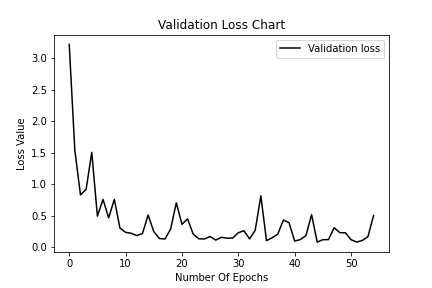 Validation Loss Chart
Validation loss
Loss Value
3.0
2.5
2.0
1.5
1.0
0.5
0.0
0 10 20 30 40 50
Number Of Epochs